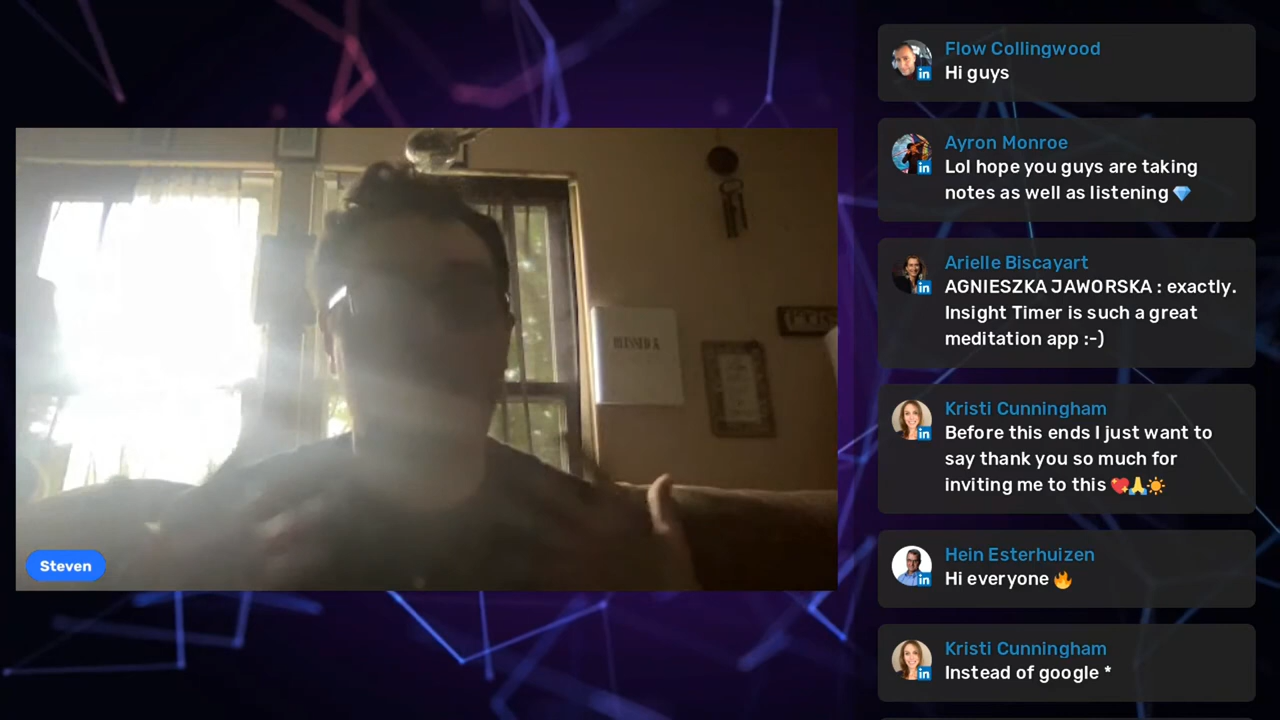 Steven
Flow Collingwood
Hi guys
Ayron Monroe
Lol hope you guys are taking
notes as well as listening 💎
Arielle Biscayart
AGNIESZKA JAWORSKA : exactly.
Insight Timer is such a great
meditation app :-)
Kristi Cunningham
Before this ends I just want to
say thank you so much for
inviting me to this 💖🙏☀️
Hein Esterhuizen
Hi everyone 🔥
Kristi Cunningham
Instead of google *